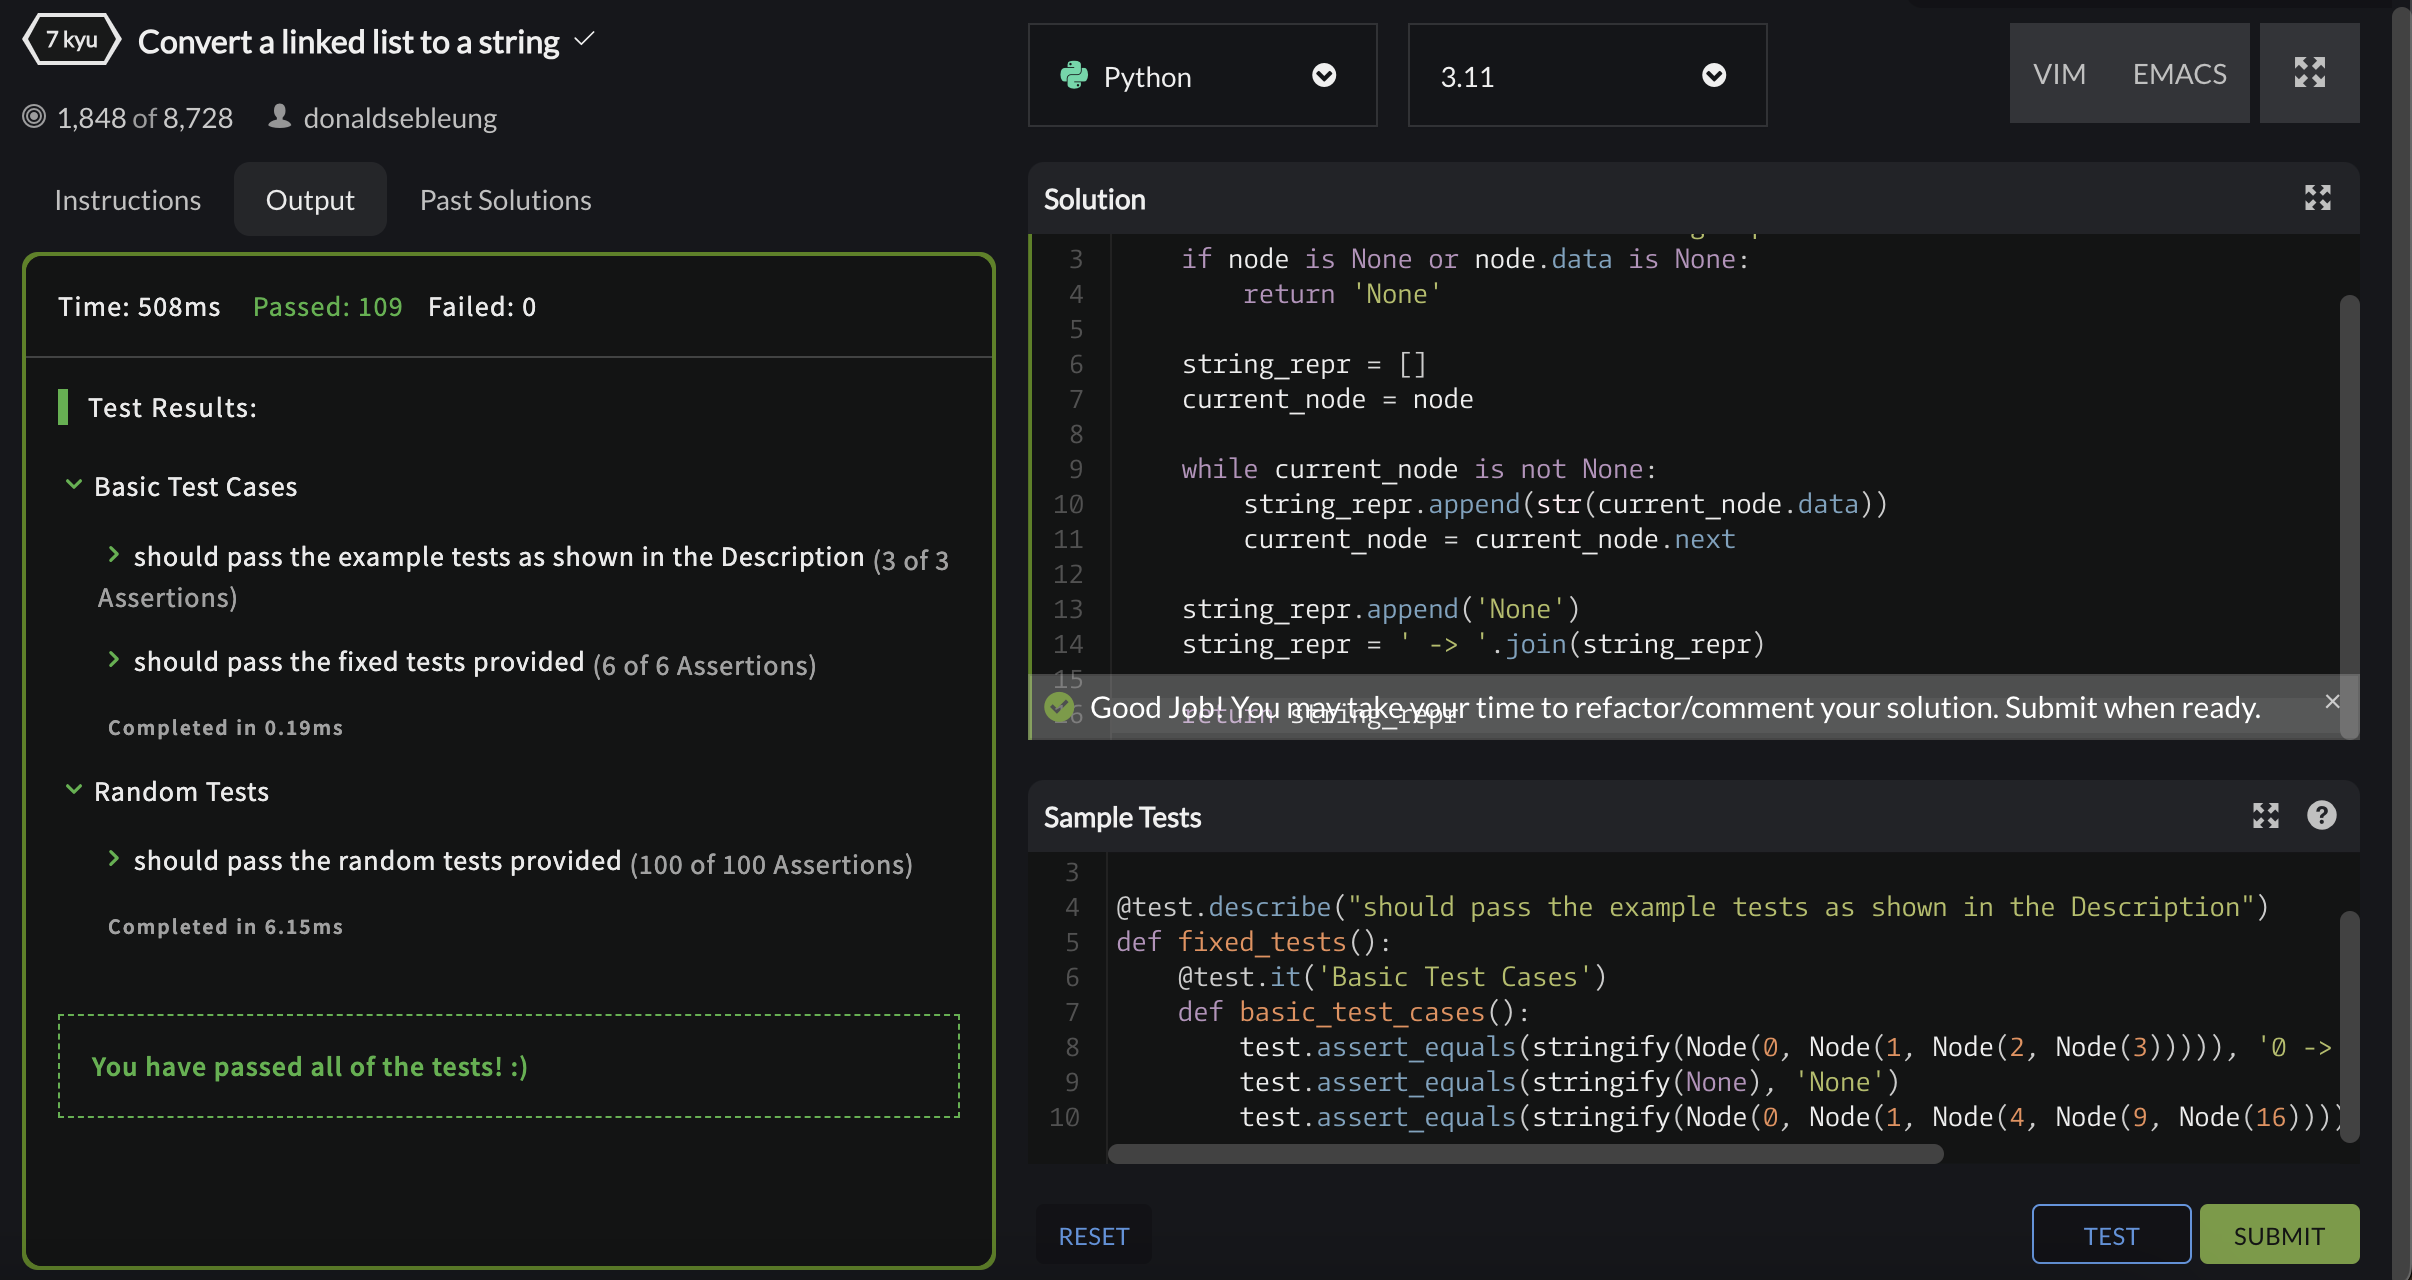 7 kyu Convert a linked list to a string
1,848 of 8,728 donaldsebleung
Instructions Output Past Solutions
Time: 508ms Passed: 109 Failed: 0
Test Results:
Basic Test Cases
should pass the example tests as shown in the Description (3 of 3
Assertions)
should pass the fixed tests provided (6 of 6 Assertions)
Completed in 0.19ms
Random Tests
should pass the random tests provided (100 of 100 Assertions)
Completed in 6.15ms
You have passed all of the tests! :)
Python 3.11 VIM EMACS
Solution
3 if node is None or node.data is None:
4 return 'None'
5
6 string_repr = []
7 current_node = node
8
9 while current_node is not None:
10 string_repr.append(str(current_node.data))
11 current_node = current_node.next
12
13 string_repr.append('None')
14 string_repr = ' -> '.join(string_repr)
15
16 return string_repr
Good Job! You may take your time to refactor/comment your solution. Submit when ready.
Sample Tests
3
4 @test.describe("should pass the example tests as shown in the Description")
5 def fixed_tests():
6 @test.it('Basic Test Cases')
7 def basic_test_cases():
8 test.assert_equals(stringify(Node(0, Node(1, Node(2, Node(3))))), '0 ->
9 test.assert_equals(stringify(None), 'None')
10 test.assert_equals(stringify(Node(0, Node(1, Node(4, Node(9, Node(16))))
RESET TEST SUBMIT